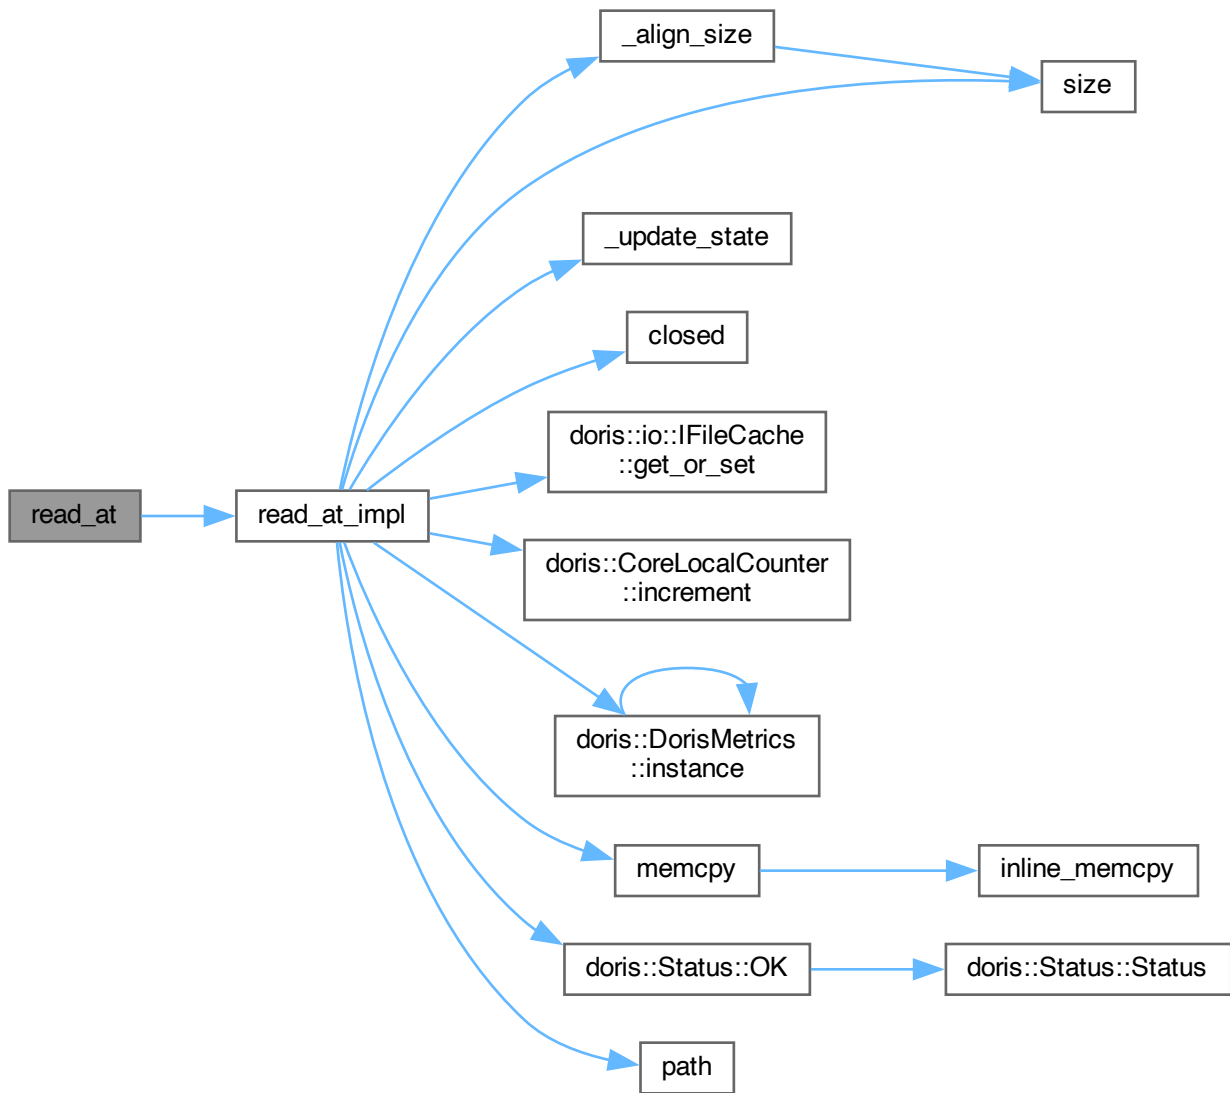 _align_size
size
_update_state
closed
doris::io::IFileCache
::get_or_set
read_at
read_at_impl
doris::CoreLocalCounter
::increment
doris::DorisMetrics
::instance
memcpy
inline_memcpy
doris::Status::OK
doris::Status::Status
path